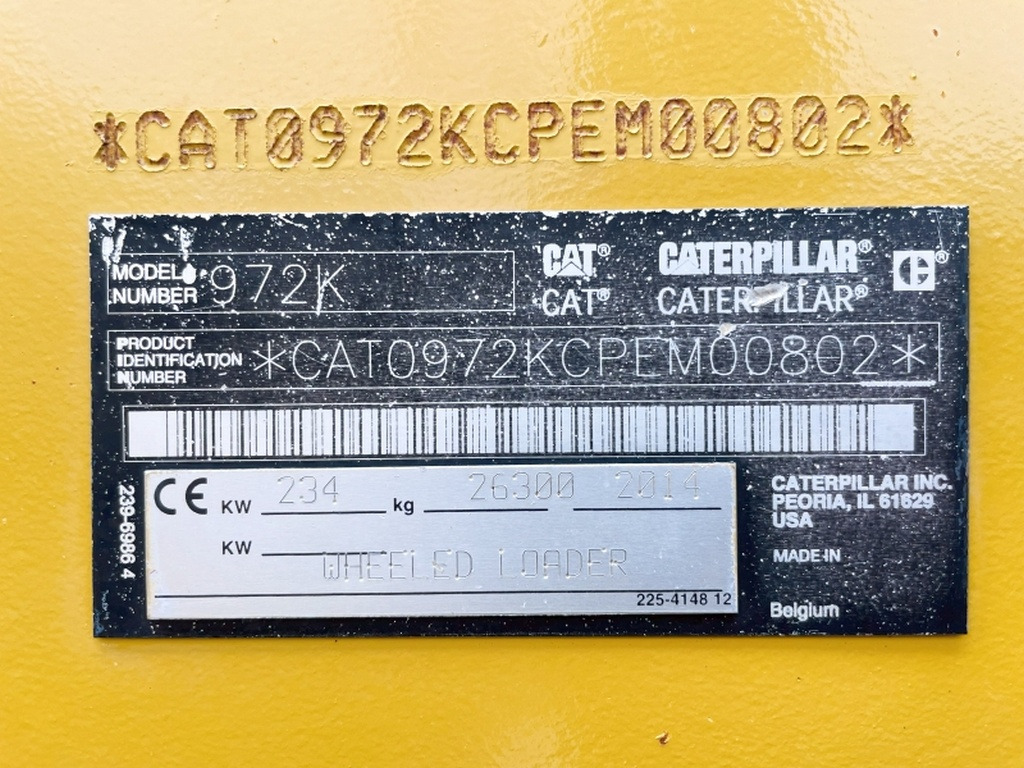 *CAT0972KCPEM00802*
MODEL NUMBER 972K
CAT® CATERPILLAR® CE®
CAT® CATERPILLAR®
PRODUCT IDENTIFICATION NUMBER *CAT0972KCPEM00802*
239-6986 4
CE KW 234 kg 26300 2014
KW
WHEELED LOADER
225-4148 12
CATERPILLAR INC.
PEORIA, IL 61629
USA
MADE IN
Belgium